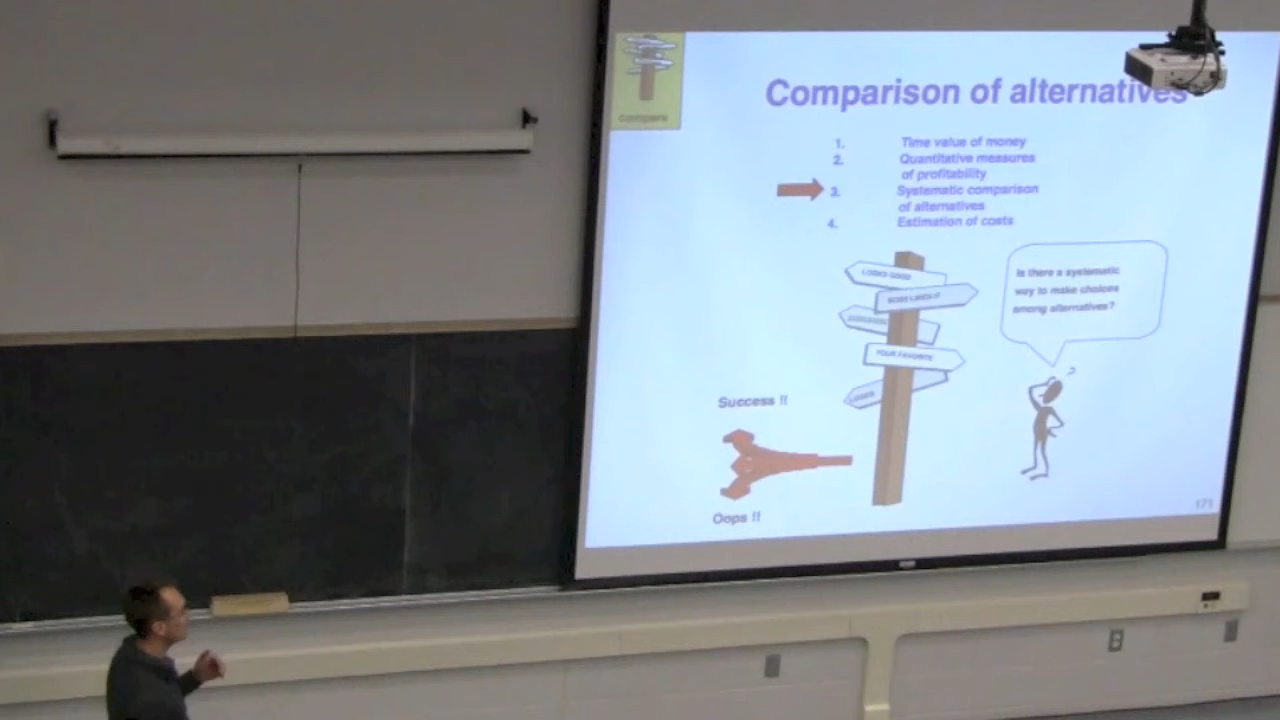 compare
Comparison of alternatives
1. Time value of money
2. Quantitative measures
of profitability
3. Systematic comparison
of alternatives
4. Estimation of costs
LOOKS GOOD
BOSS LIKES IT
YOUR FAVORITE
Is there a systematic
way to make choices
among alternatives?
?
Success !!
Oops !!
171